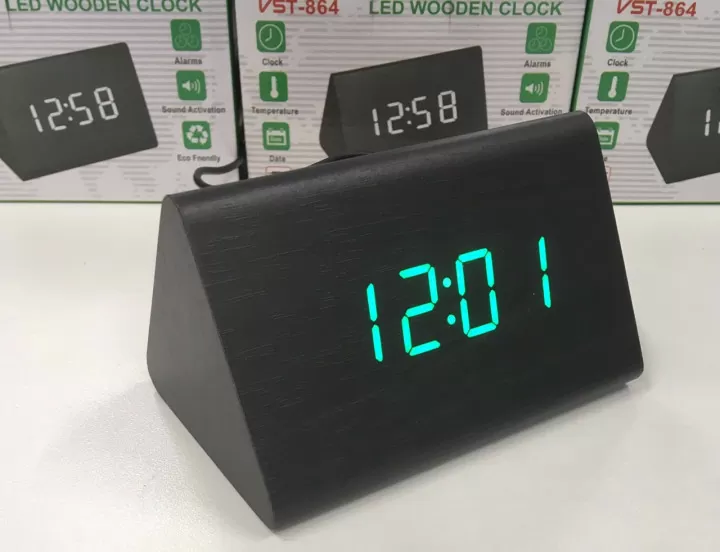 LED WOODEN CLOCK
Alarms
12:58
Sound Activation
Eco Friendly
VST-864
LED WOODEN CLOCK
Clock
Alarms
Temperature
12:58
Sound Activation
Date
VST-864
Clock
Temperature
Date
12:01